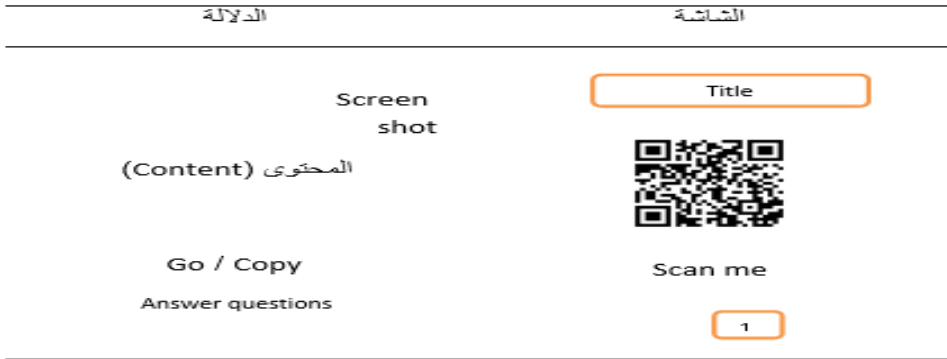 الشاشة الدلالة
Title
Screen
shot
المحتوى (Content)
Scan me
Go / Copy
Answer questions
1